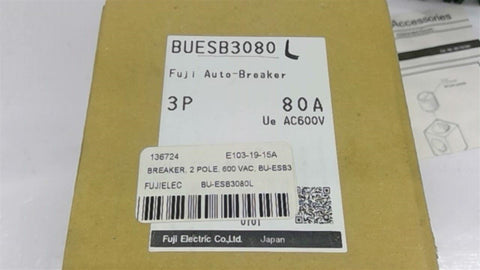 BUESB3080 L
Fuji Auto-Breaker
3P 80A
Ue AC600V
136724 E103-19-15A
BREAKER, 2 POLE, 600 VAC, BU-ESB3
FUJIELEC BU-ESB3080L
Fuji Electric Co.,Ltd. Japan
Accessories